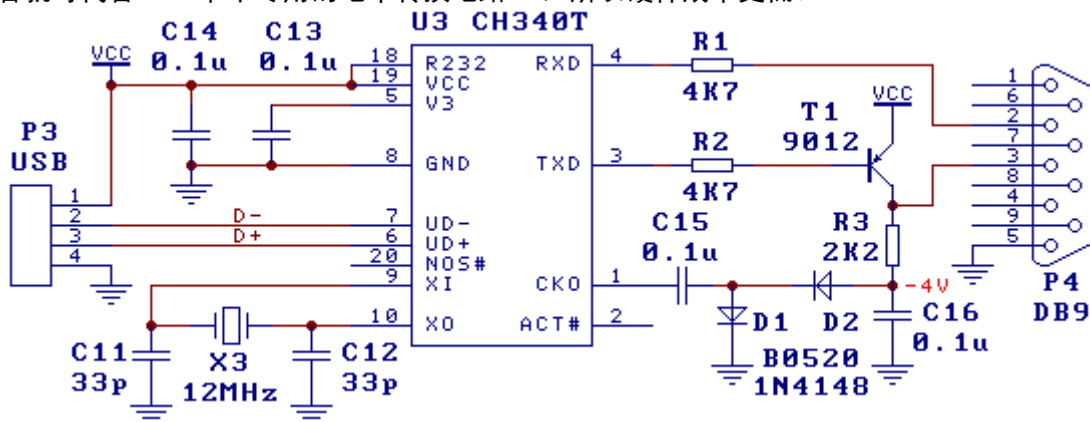 U3 CH340T
C14
C13
R1
VCC
0.1u
0.1u
18
R232
RXD
4
19
VCC
5
V3
4K7
VCC
P3
USB
T1
9012
R2
8
GND
TXD
3
4K7
1
2
D-
7
UD-
3
D+
6
UD+
4
20
NOS#
9
XI
C15
0.1u
R3
2K2
CKO
1
-4V
10
XO
ACT#
2
D1
D2
C16
0.1u
C11
33p
X3
12MHz
C12
33p
B0520
1N4148
1
6
2
7
3
8
4
9
5
P4
DB9